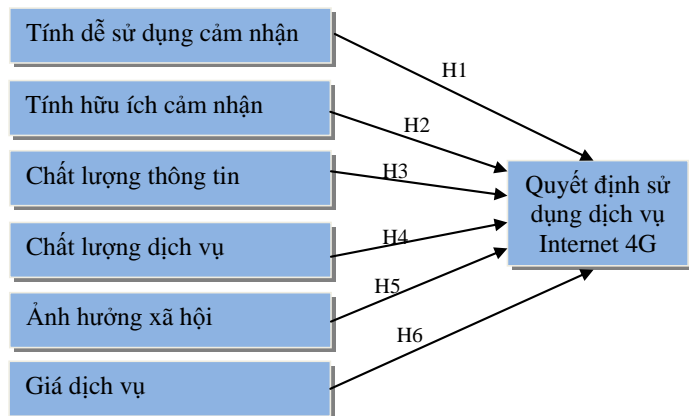 Tính dễ sử dụng cảm nhận
H1
Tính hữu ích cảm nhận
H2
Chất lượng thông tin
H3
Quyết định sử
dụng dịch vụ
Internet 4G
Chất lượng dịch vụ
H4
Ảnh hưởng xã hội
H5
H6
Giá dịch vụ